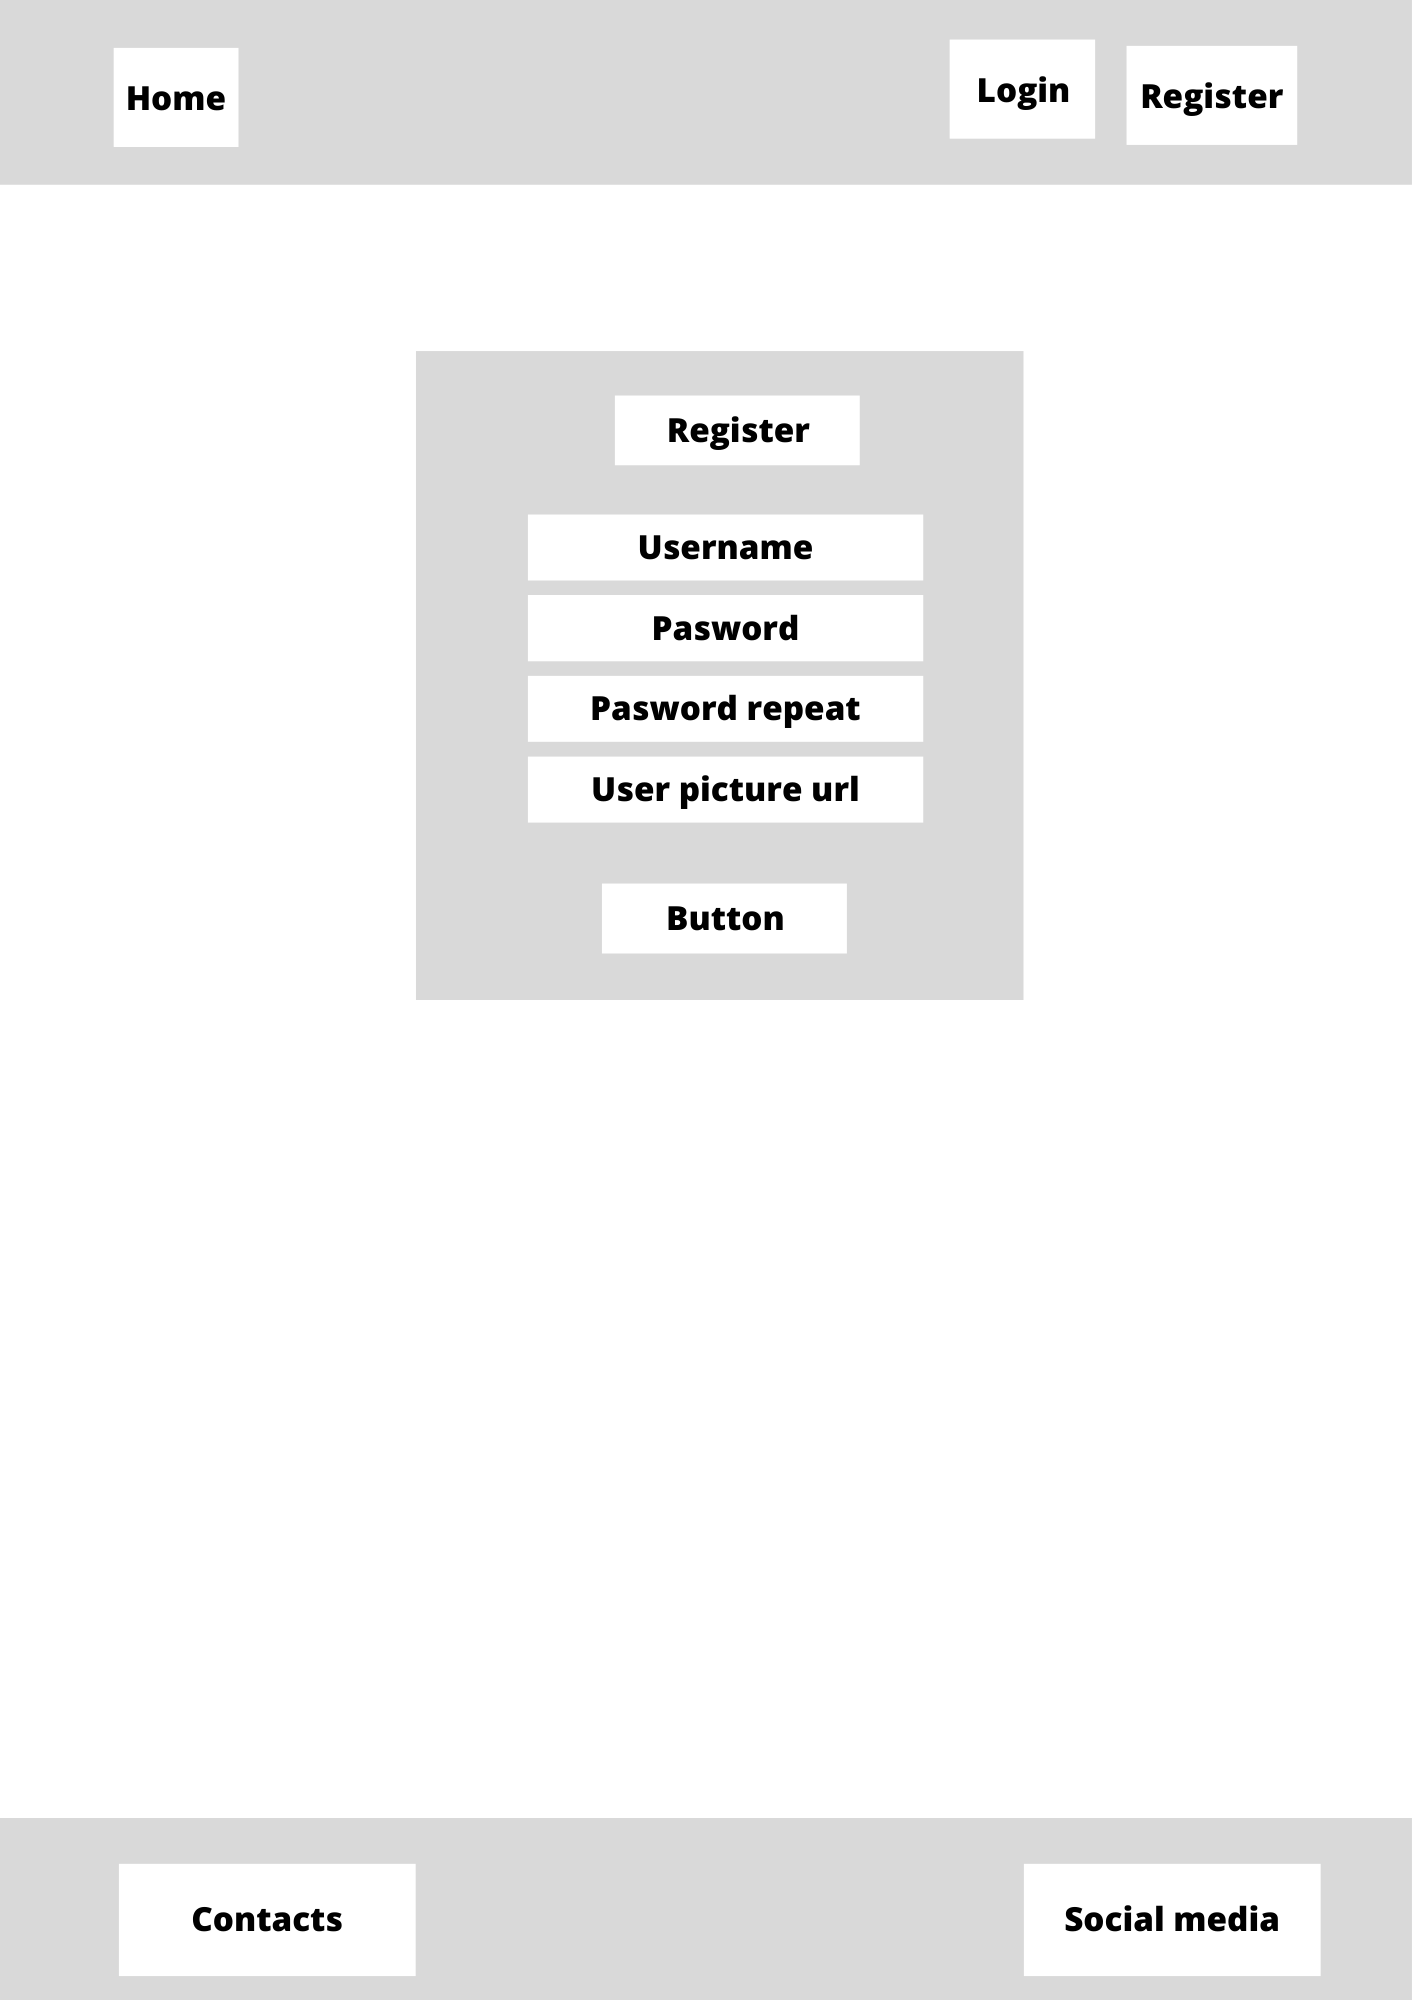 Home
Login
Register
Register
Username
Pasword
Pasword repeat
User picture url
Button
Contacts
Social media